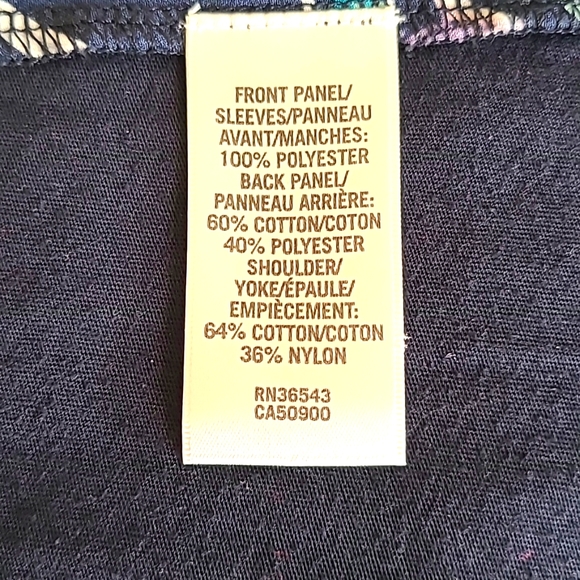 FRONT PANEL/
SLEEVES/PANNEAU
AVANT/MANCHES:
100% POLYESTER
BACK PANEL/
PANNEAU ARRIÈRE:
60% COTTON/COTON
40% POLYESTER
SHOULDER/
YOKE/ÉPAULE/
EMPIÈCEMENT:
64% COTTON/COTON
36% NYLON
RN36543
CA50900